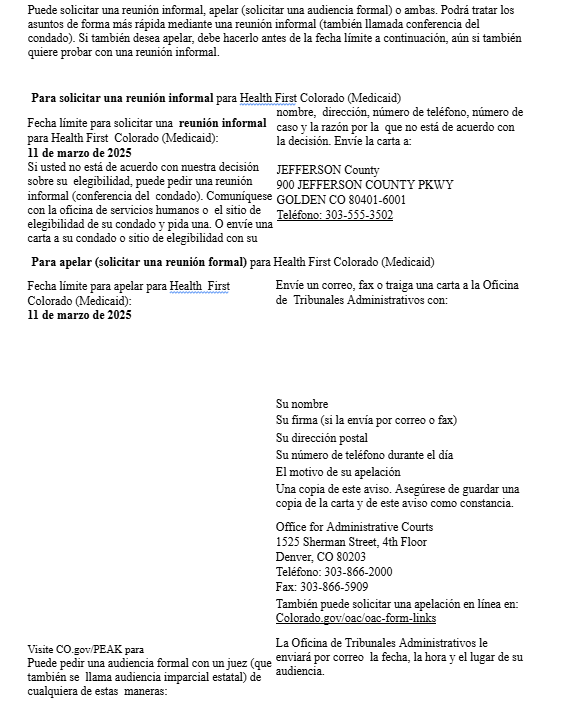 Puede solicitar una reunión informal, apelar (solicitar una audiencia formal) o ambas. Podrá tratar los
asuntos de forma más rápida mediante una reunión informal (también llamada conferencia del
condado). Si también desea apelar, debe hacerlo antes de la fecha límite a continuación, aún si también
quiere probar con una reunión informal.
Para solicitar una reunión informal para Health First Colorado (Medicaid)
Fecha límite para solicitar una reunión informal
para Health First Colorado (Medicaid):
11 de marzo de 2025
Si usted no está de acuerdo con nuestra decisión
sobre su elegibilidad, puede pedir una reunión
informal (conferencia del condado). Comuníquese
con la oficina de servicios humanos o el sitio de
elegibilidad de su condado y pida una. O envíe una
carta a su condado o sitio de elegibilidad con su
nombre, dirección, número de teléfono, número de
caso y la razón por la que no está de acuerdo con
la decisión. Envíe la carta a:
JEFFERSON County
900 JEFFERSON COUNTY PKWY
GOLDEN CO 80401-6001
Teléfono: 303-555-3502
Para apelar (solicitar una reunión formal) para Health First Colorado (Medicaid)
Fecha límite para apelar para Health First
Colorado (Medicaid):
11 de marzo de 2025
Envíe un correo, fax o traiga una carta a la Oficina
de Tribunales Administrativos con:
Su nombre
Su firma (si la envía por correo o fax)
Su dirección postal
Su número de teléfono durante el día
El motivo de su apelación
Una copia de este aviso. Asegúrese de guardar una
copia de la carta y de este aviso como constancia.
Office for Administrative Courts
1525 Sherman Street, 4th Floor
Denver, CO 80203
Teléfono: 303-866-2000
Fax: 303-866-5909
También puede solicitar una apelación en línea en:
Colorado.gov/oac/oac-form-links
La Oficina de Tribunales Administrativos le
enviará por correo la fecha, la hora y el lugar de su
audiencia.
Visite CO.gov/PEAK para
Puede pedir una audiencia formal con un juez (que
también se llama audiencia imparcial estatal) de
cualquiera de estas maneras: